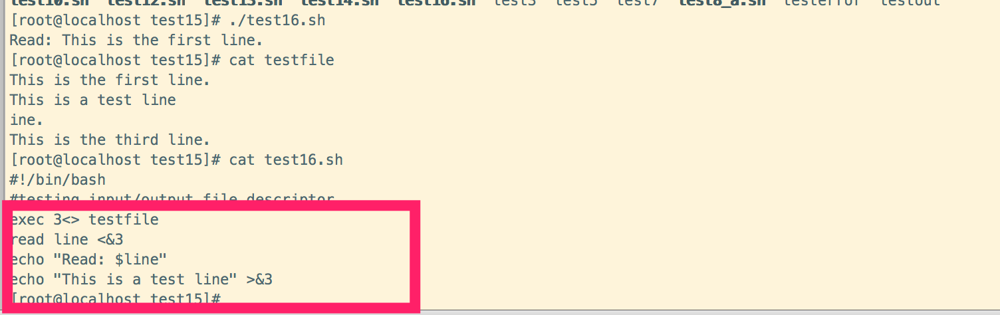 test10.sh test12.sh test13.sh test14.sh test16.sh test3 test5 test7 test8_a.sh testerror testout
[root@localhost test15]# ./test16.sh
Read: This is the first line.
[root@localhost test15]# cat testfile
This is the first line.
This is a test line
ine.
This is the third line.
[root@localhost test15]# cat test16.sh
#!/bin/bash
#testing input/output file descriptor
exec 3<> testfile
read line <&3
echo "Read: $line"
echo "This is a test line" >&3
[root@localhost test15]#